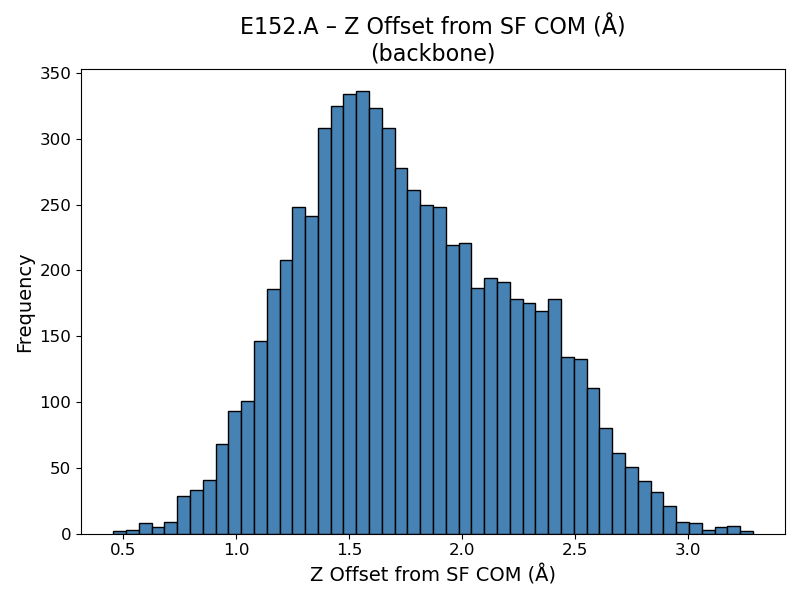 E152.A – Z Offset from SF COM (Å)
(backbone)
Frequency
350
300
250
200
150
100
50
0
0.5 1.0 1.5 2.0 2.5 3.0
Z Offset from SF COM (Å)